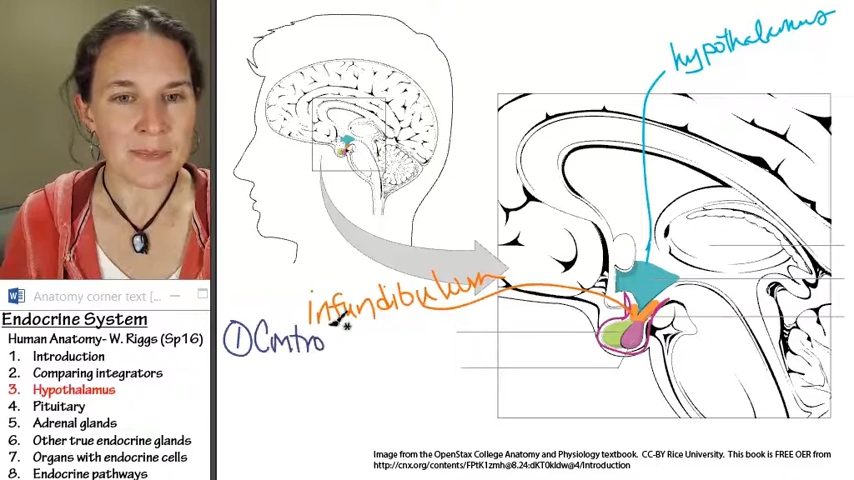 hypothalamus
infundibulum
①Contro
Anatomy corner text [...
Endocrine System
Human Anatomy- W. Riggs (Sp16)
1. Introduction
2. Comparing integrators
3. Hypothalamus
4. Pituitary
5. Adrenal glands
6. Other true endocrine glands
7. Organs with endocrine cells
8. Endocrine pathways
Image from the OpenStax College Anatomy and Physiology textbook. CC-BY Rice University. This book is FREE OER from
http://cnx.org/contents/FPtK1zmh@8.24:dKT0kldw@4/Introduction